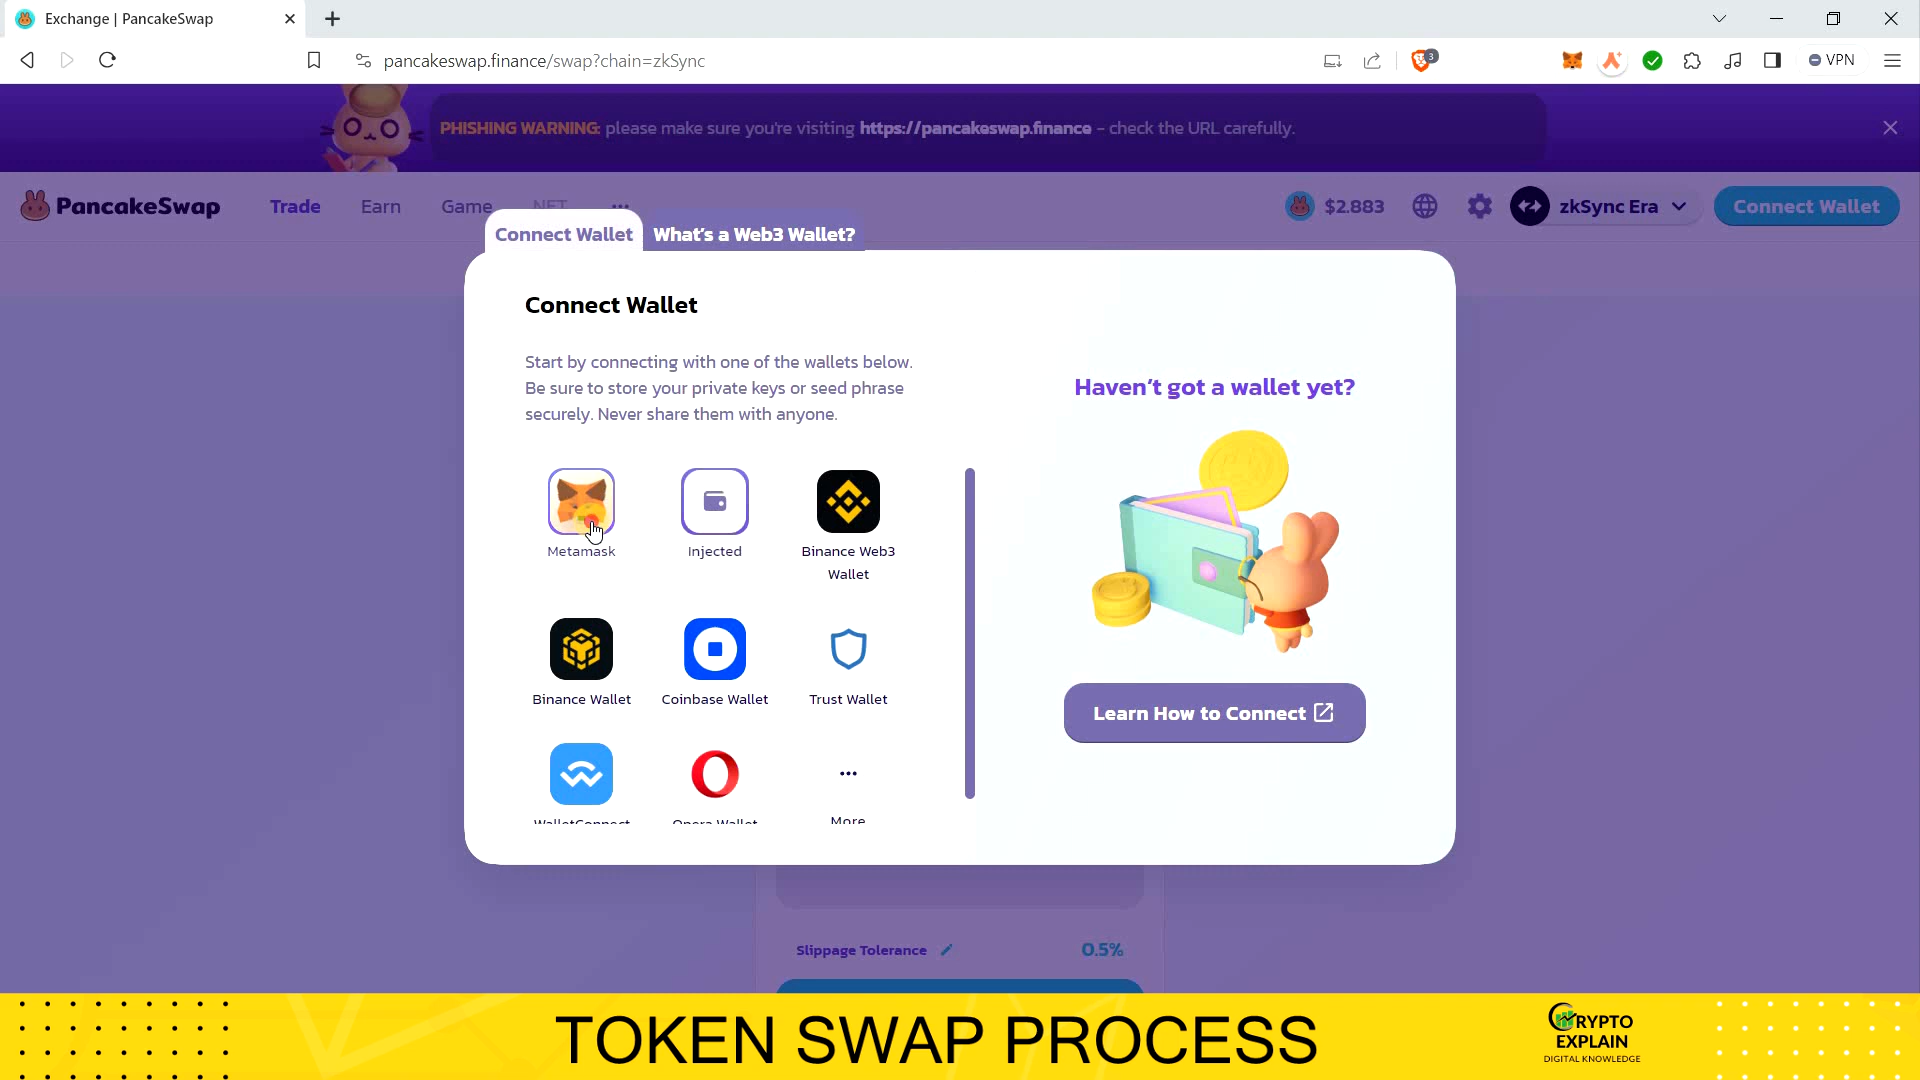 Exchange | PancakeSwap
pancakeswap.finance/swap?chain=zkSync
3
VPN
PHISHING WARNING: please make sure you're visiting https://pancakeswap.finance - check the URL carefully.
PancakeSwap
Trade
Earn
Game
NFT
$2.883
zkSync Era
Connect Wallet
Connect Wallet
What's a Web3 Wallet?
Connect Wallet
Start by connecting with one of the wallets below.
Be sure to store your private keys or seed phrase
securely. Never share them with anyone.
Haven't got a wallet yet?
Metamask
Injected
Binance Web3
Wallet
Binance Wallet
Coinbase Wallet
Trust Wallet
WalletConnect
Opera Wallet
More
Learn How to Connect
Slippage Tolerance
0.5%
TOKEN SWAP PROCESS
CRYPTO
EXPLAIN
DIGITAL KNOWLEDGE